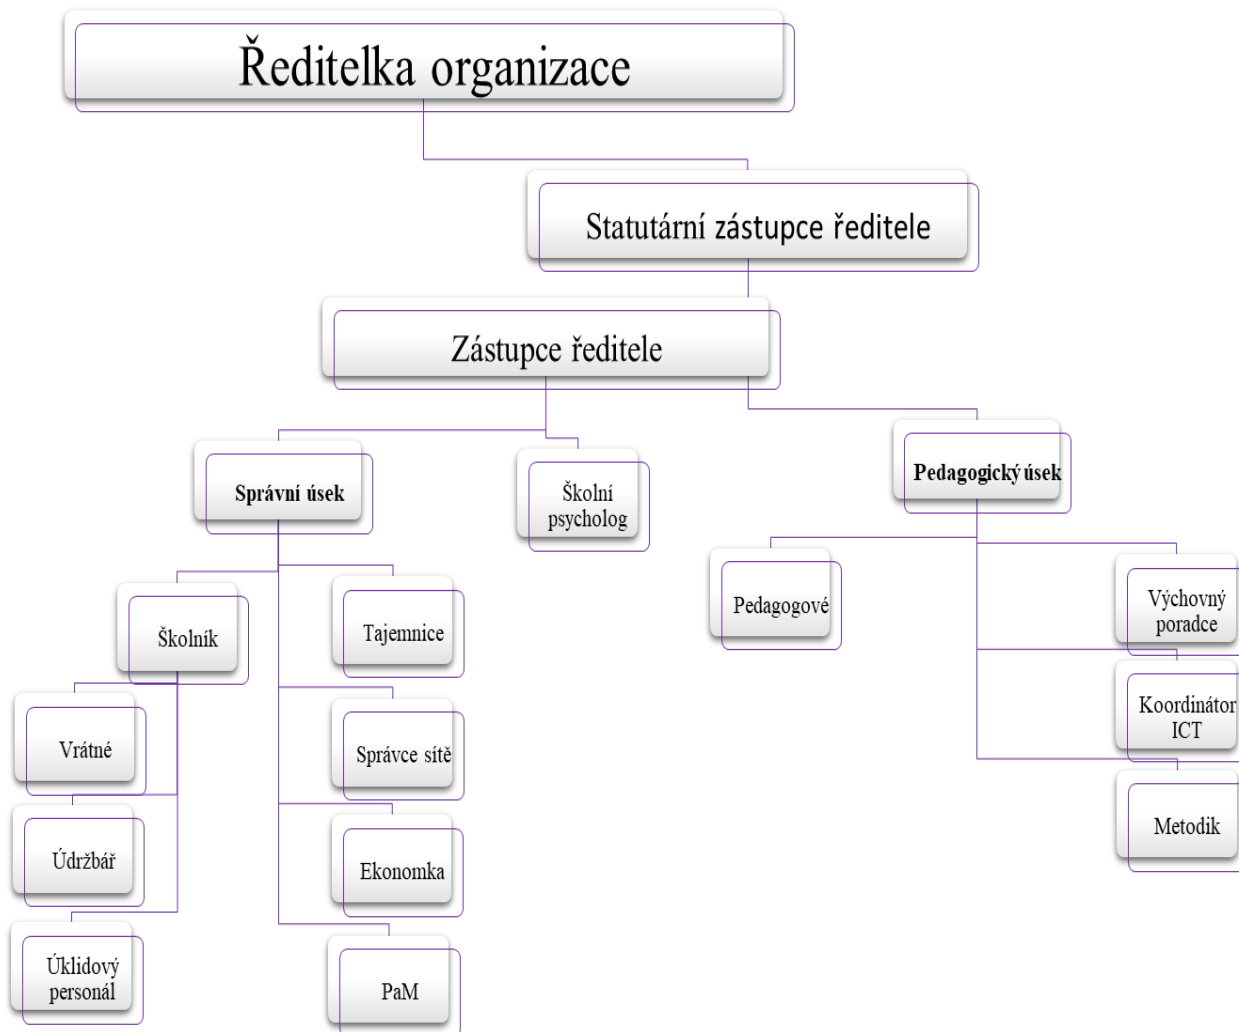 Ředitelka organizace
Statutární zástupce ředitele
Zástupce ředitele
Správní úsek
Školní
psycholog
Pedagogický úsek
Školník
Tajemnice
Pedagogové
Výchovný
poradce
Vrátné
Správce sítě
Koordinátor
ICT
Údržbář
Ekonomka
Metodik
Úklidový
personál
PaM